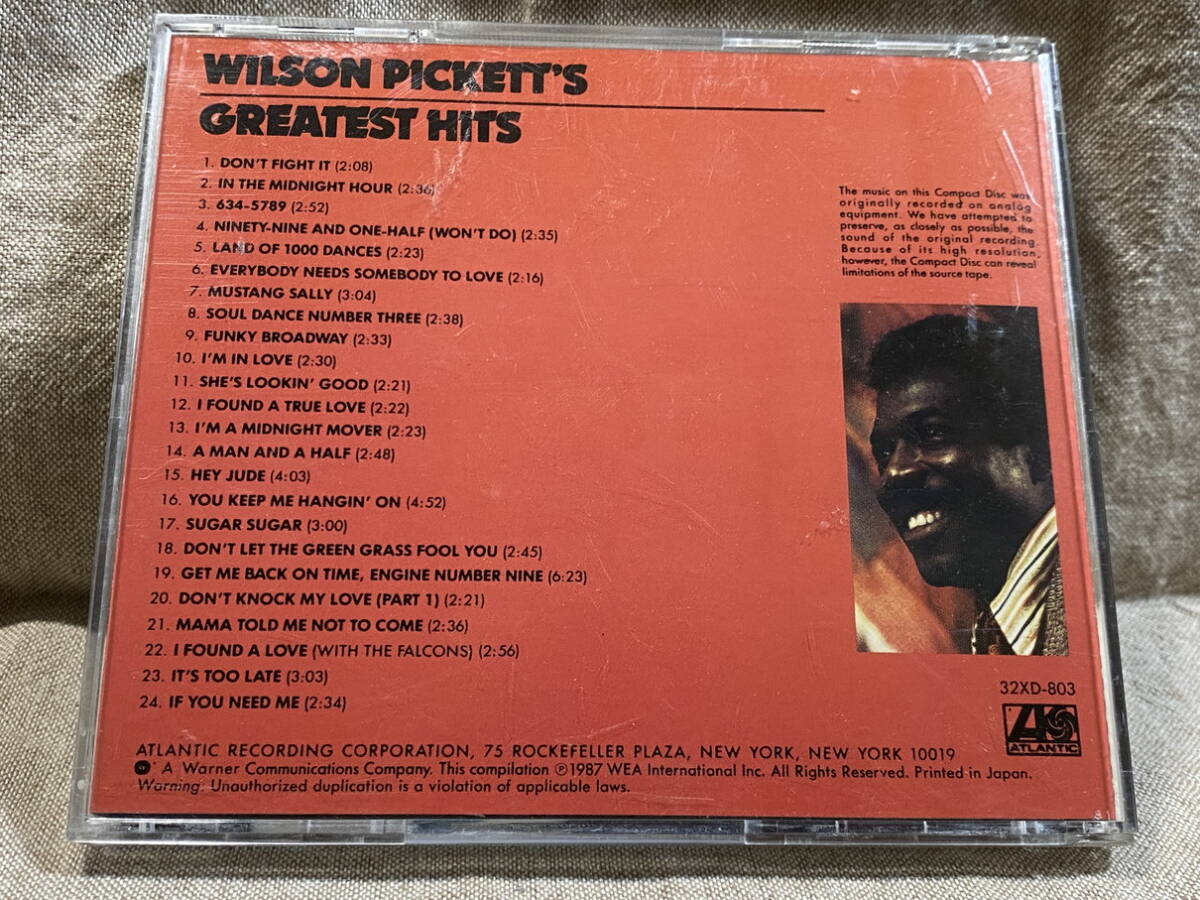 WILSON PICKETT'S
GREATEST HITS
1. DON'T FIGHT IT (2:08)
2. IN THE MIDNIGHT HOUR (2:36)
3. 634-5789 (2:52)
4. NINETY-NINE AND ONE-HALF (WON'T DO) (2:35)
5. LAND OF 1000 DANCES (2:23)
6. EVERYBODY NEEDS SOMEBODY TO LOVE (2:16)
7. MUSTANG SALLY (3:04)
8. SOUL DANCE NUMBER THREE (2:38)
9. FUNKY BROADWAY (2:33)
10. I'M IN LOVE (2:30)
11. SHE'S LOOKIN' GOOD (2:21)
12. I FOUND A TRUE LOVE (2:22)
13. I'M A MIDNIGHT MOVER (2:23)
14. A MAN AND A HALF (2:48)
15. HEY JUDE (4:03)
16. YOU KEEP ME HANGIN' ON (4:52)
17. SUGAR SUGAR (3:00)
18. DON'T LET THE GREEN GRASS FOOL YOU (2:45)
19. GET ME BACK ON TIME, ENGINE NUMBER NINE (6:23)
20. DON'T KNOCK MY LOVE (PART 1) (2:21)
21. MAMA TOLD ME NOT TO COME (2:36)
22. I FOUND A LOVE (WITH THE FALCONS) (2:56)
23. IT'S TOO LATE (3:03)
24. IF YOU NEED ME (2:34)
The music on this Compact Disc was
originally recorded on analog
equipment. We have attempted to
preserve, as closely as possible, the
sound of the original recording.
Because of its high resolution,
however, the Compact Disc can reveal
limitations of the source tape.
32XD-803
ATLANTIC
ATLANTIC RECORDING CORPORATION, 75 ROCKEFELLER PLAZA, NEW YORK, NEW YORK 10019
A Warner Communications Company. This compilation ℗1987 WEA International Inc. All Rights Reserved. Printed in Japan.
Warning: Unauthorized duplication is a violation of applicable laws.